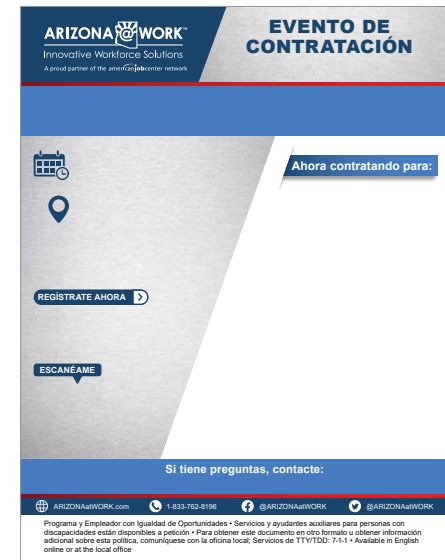 ARIZONA@WORK™
Innovative Workforce Solutions
A proud partner of the americanjobcenter network
EVENTO DE
CONTRATACIÓN
Ahora contratando para:
REGÍSTRATE AHORA
ESCANÉAME
Si tiene preguntas, contacte:
ARIZONAatWORK.com 1-833-762-8196 @ARIZONAatWORK @ARIZONAatWORK
Programa y Empleador con Igualdad de Oportunidades • Servicios y ayudantes auxiliares para personas con
discapacidades están disponibles a petición • Para obtener este documento en otro formato u obtener información
adicional sobre esta política, comuníquese con la oficina local; Servicios de TTY/TDD: 7-1-1 • Available in English
online or at the local office